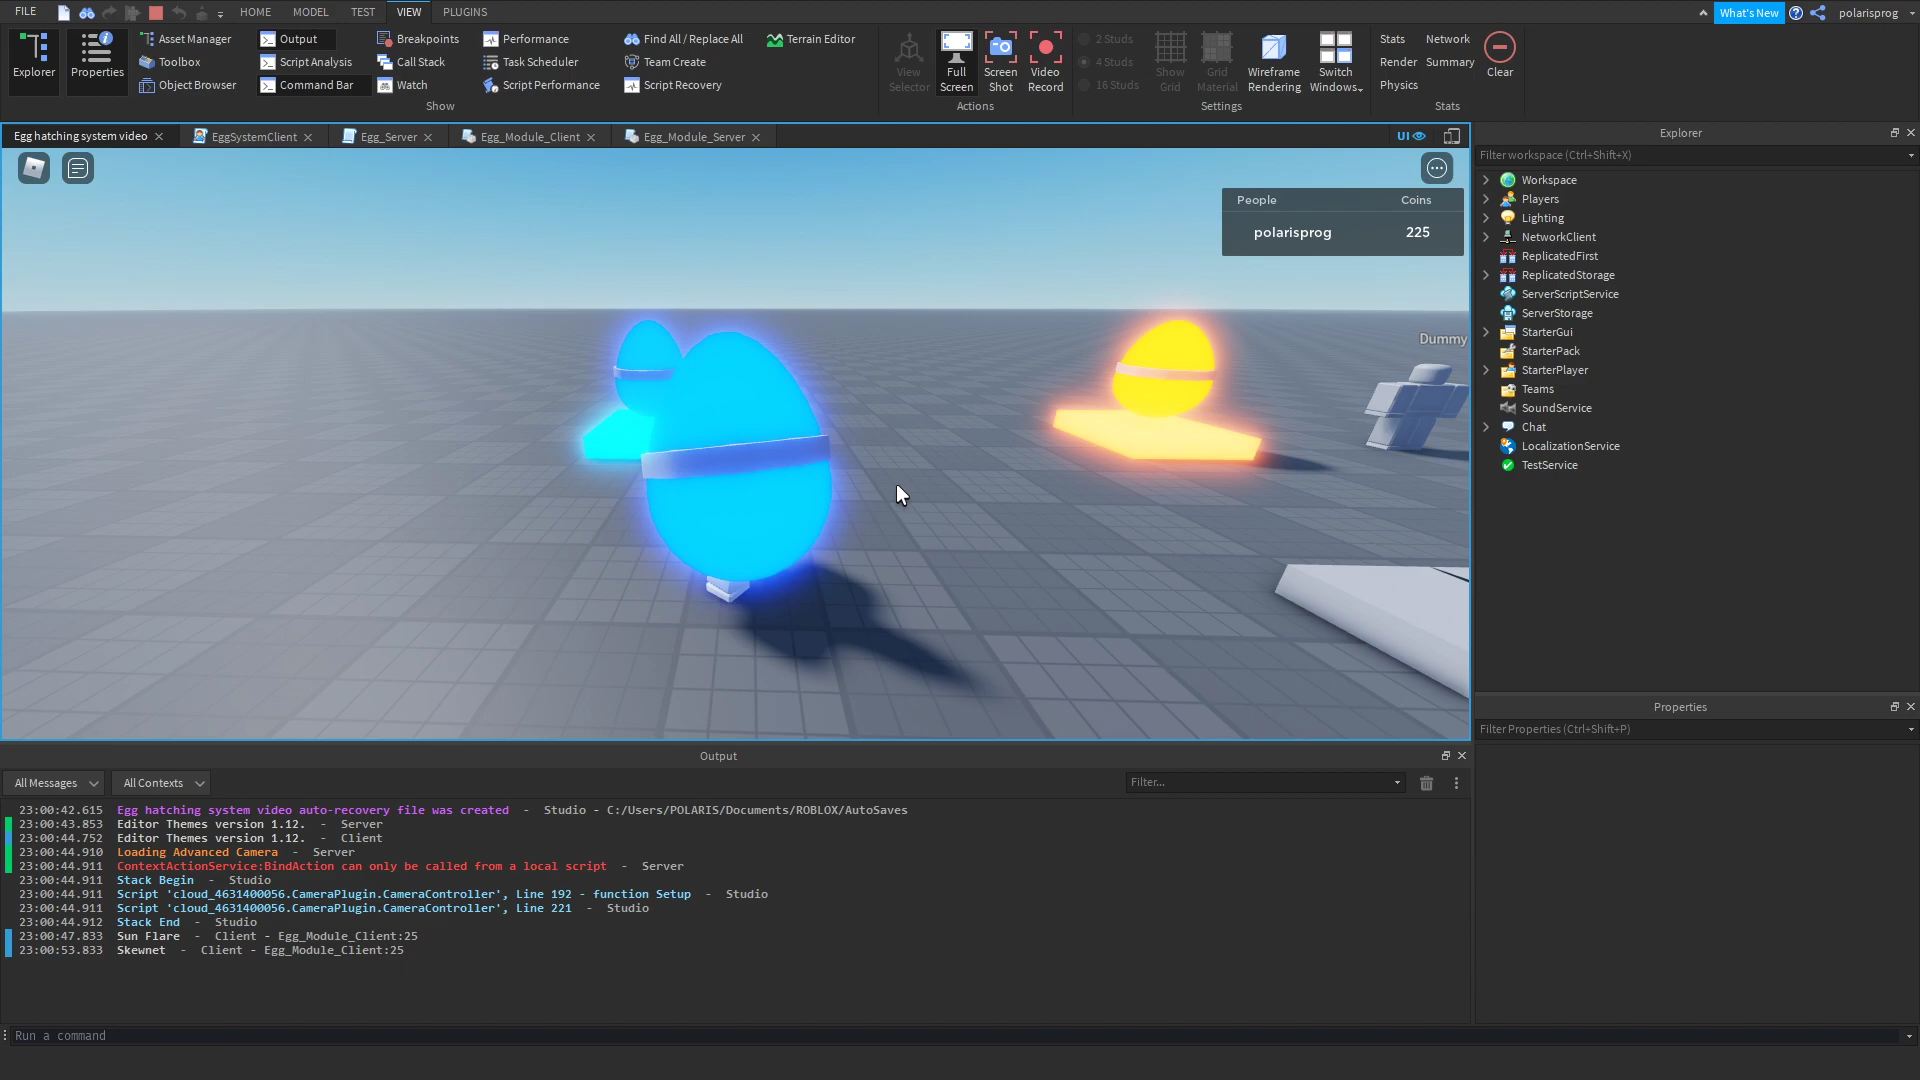 FILE HOME MODEL TEST VIEW PLUGINS What's New polarisprog
Explorer
Properties
Asset Manager
Toolbox
Object Browser
Output
Script Analysis
Command Bar
Breakpoints
Call Stack
Watch
Performance
Task Scheduler
Script Performance
Find All / Replace All
Team Create
Script Recovery
Terrain Editor
Show
View
Selector
Full
Screen
Screen
Shot
Video
Record
Actions
2 Studs
4 Studs
16 Studs
Show
Grid
Grid
Material
Wireframe
Rendering
Switch
Windows
Settings
Stats Network
Render Summary
Physics
Clear
Stats
Egg hatching system video EggSystemClient Egg_Server Egg_Module_Client Egg_Module_Server UI
People Coins
polarisprog 225
Dummy
Explorer
Filter workspace (Ctrl+Shift+X)
Workspace
Players
Lighting
NetworkClient
ReplicatedFirst
ReplicatedStorage
ServerScriptService
ServerStorage
StarterGui
StarterPack
StarterPlayer
Teams
SoundService
Chat
LocalizationService
TestService
Properties
Filter Properties (Ctrl+Shift+P)
Output
All Messages All Contexts Filter...
23:00:42.615 Egg hatching system video auto-recovery file was created - Studio - C:/Users/POLARIS/Documents/ROBLOX/AutoSaves
23:00:43.853 Editor Themes version 1.12. - Server
23:00:44.752 Editor Themes version 1.12. - Client
23:00:44.910 Loading Advanced Camera - Server
23:00:44.911 ContextActionService:BindAction can only be called from a local script - Server
23:00:44.911 Stack Begin - Studio
23:00:44.911 Script 'cloud_4631400056.CameraPlugin.CameraController', Line 192 - function Setup - Studio
23:00:44.911 Script 'cloud_4631400056.CameraPlugin.CameraController', Line 221 - Studio
23:00:44.912 Stack End - Studio
23:00:47.833 Sun Flare - Client - Egg_Module_Client:25
23:00:53.833 Skewnet - Client - Egg_Module_Client:25
Run a command